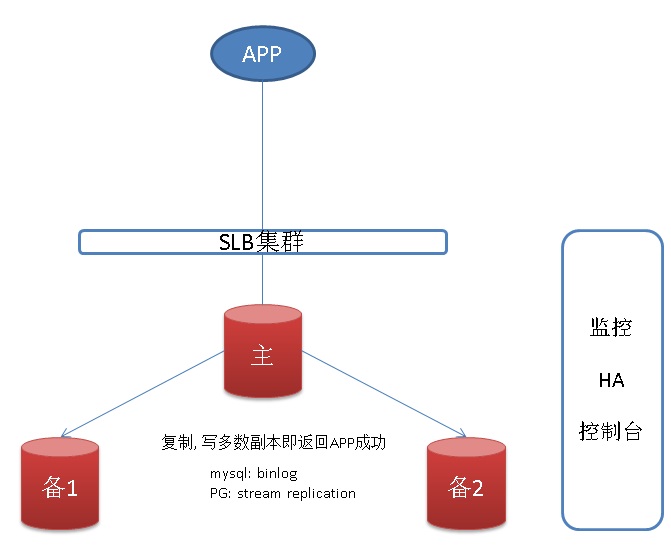 APP
SLB集群
主
复制, 写多数副本即返回APP成功
mysql: binlog
PG: stream replication
备1
备2
监控
HA
控制台